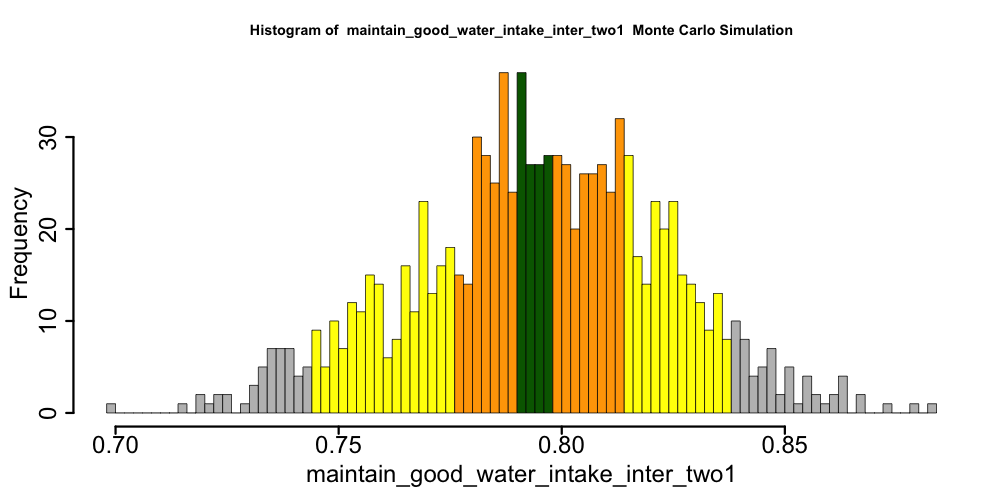 Histogram of maintain_good_water_intake_inter_two1 Monte Carlo Simulation
Frequency
30
20
10
0
0.70 0.75 0.80 0.85
maintain_good_water_intake_inter_two1